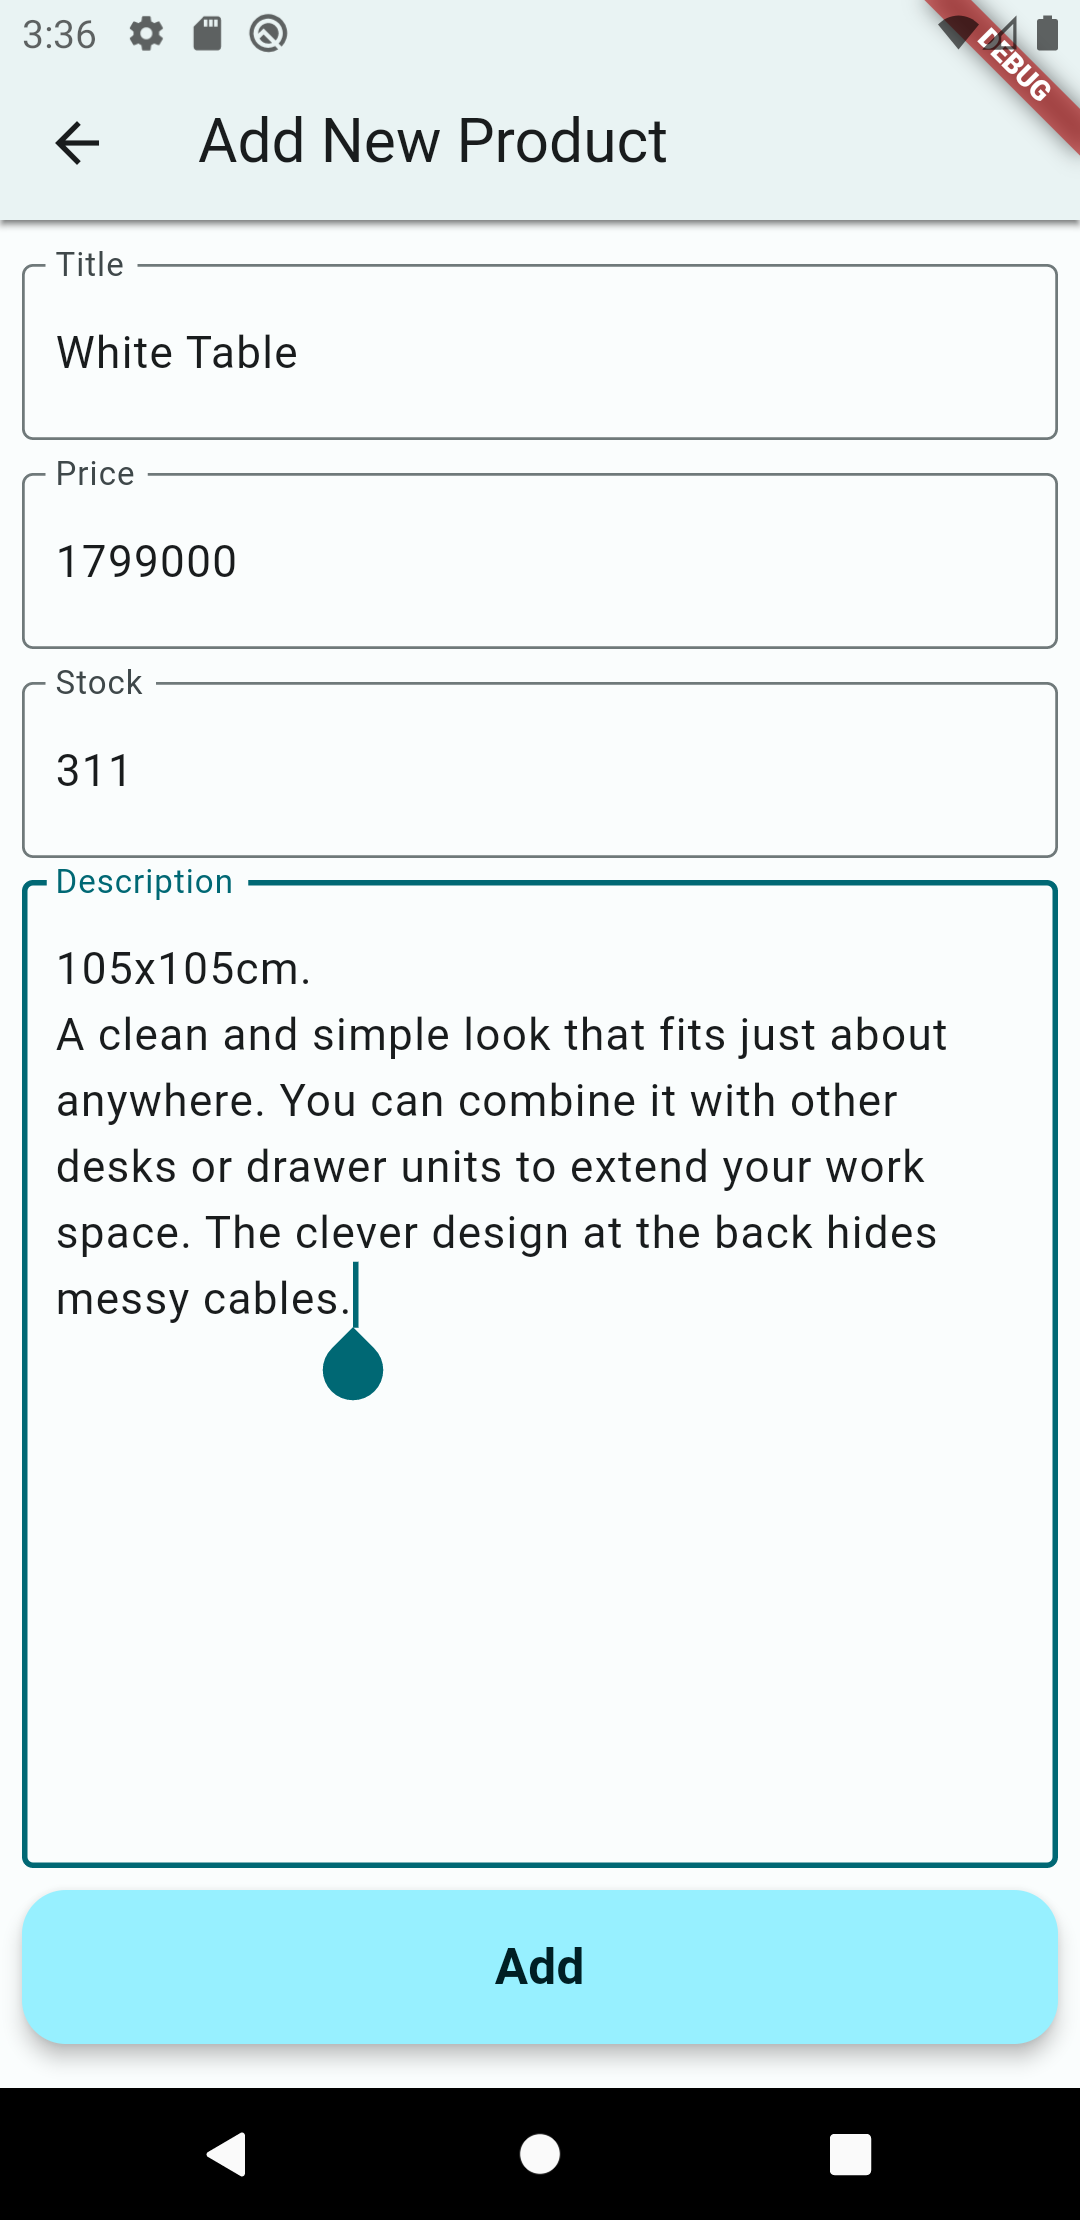 3:36
DEBUG
Add New Product
Title
White Table
Price
1799000
Stock
311
Description
105x105cm.
A clean and simple look that fits just about
anywhere. You can combine it with other
desks or drawer units to extend your work
space. The clever design at the back hides
messy cables.
Add